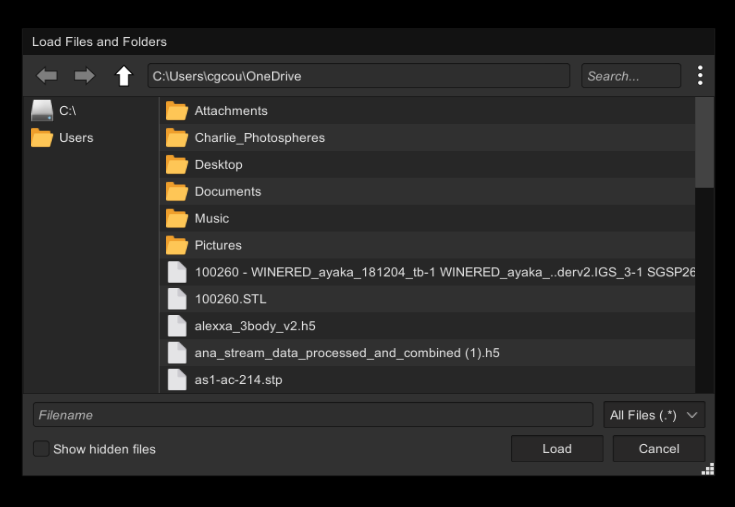 Load Files and Folders
C:\Users\cgcou\OneDrive
Search...
C:\
Users
Attachments
Charlie_Photospheres
Desktop
Documents
Music
Pictures
100260 - WINERED_ayaka_181204_tb-1 WINERED_ayaka_..derv2.IGS_3-1 SGSP26
100260.STL
alexxa_3body_v2.h5
ana_stream_data_processed_and_combined (1).h5
as1-ac-214.stp
Filename
All Files (.*)
Show hidden files
Load
Cancel